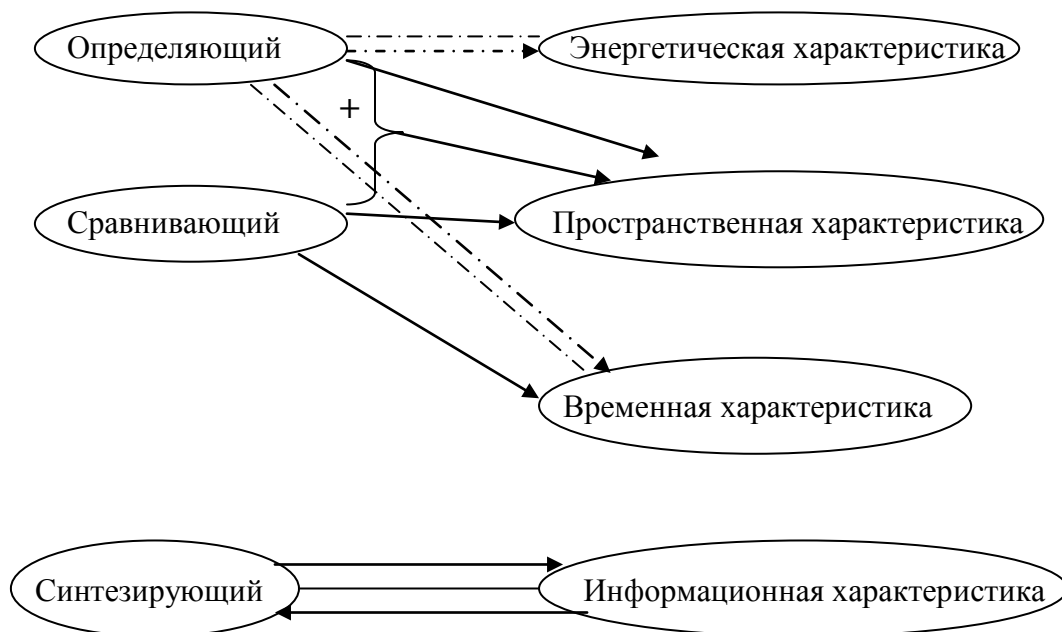 Определяющий
Энергетическая характеристика
+
Сравнивающий
Пространственная характеристика
Временная характеристика
Синтезирующий
Информационная характеристика